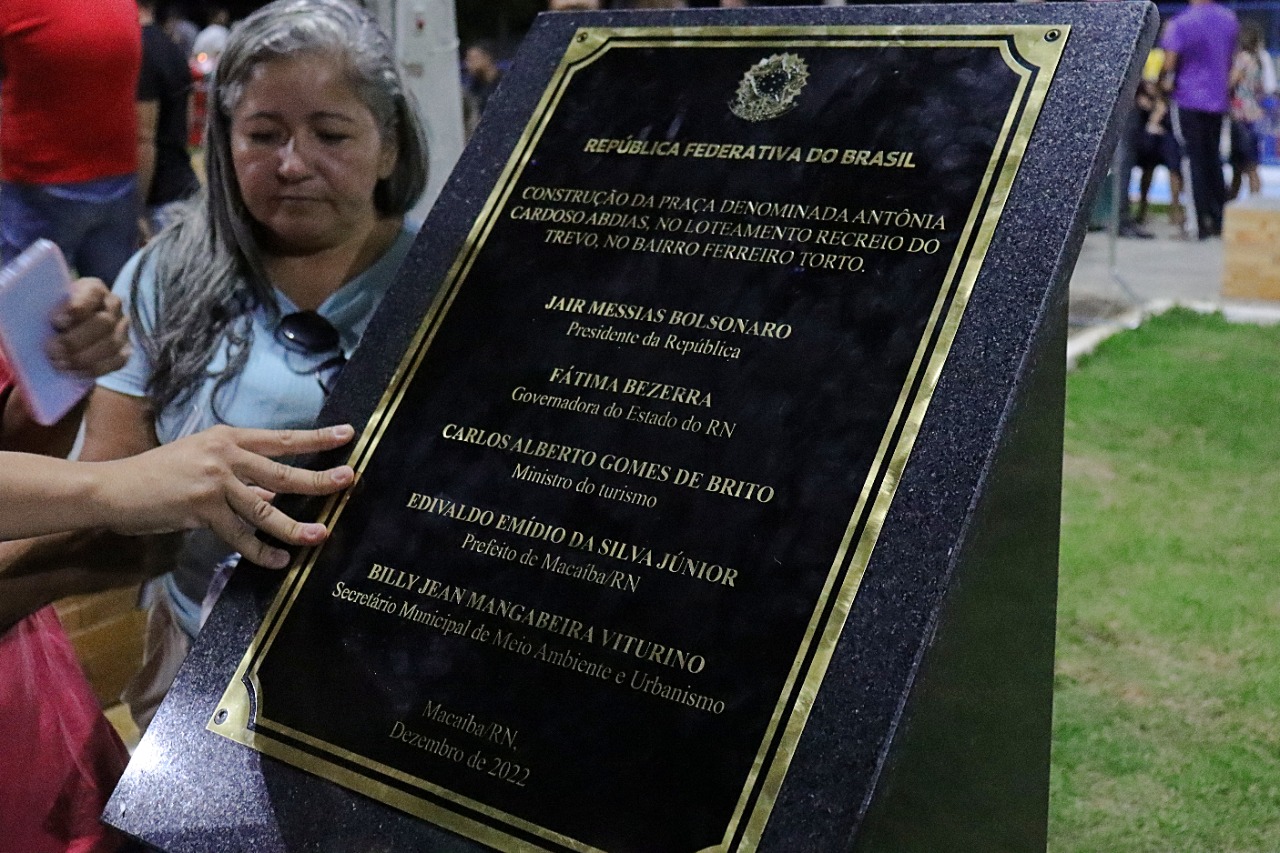 REPÚBLICA FEDERATIVA DO BRASIL
CONSTRUÇÃO DA PRAÇA DENOMINADA ANTÔNIA
CARDOSO ABDIAS, NO LOTEAMENTO RECREIO DO
TREVO, NO BAIRRO FERREIRO TORTO.
JAIR MESSIAS BOLSONARO
Presidente da República
FÁTIMA BEZERRA
Governadora do Estado do RN
CARLOS ALBERTO GOMES DE BRITO
Ministro do turismo
EDIVALDO EMÍDIO DA SILVA JÚNIOR
Prefeito de Macaíba/RN
BILLY JEAN MANGABEIRA VITURINO
Secretário Municipal de Meio Ambiente e Urbanismo
Macaíba/RN,
Dezembro de 2022